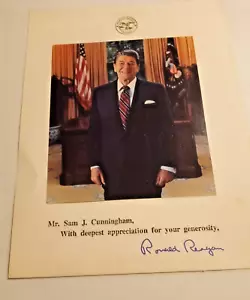 Mr. Sam J. Cunningham,
With deepest appreciation for your generosity,
Ronald Reagan